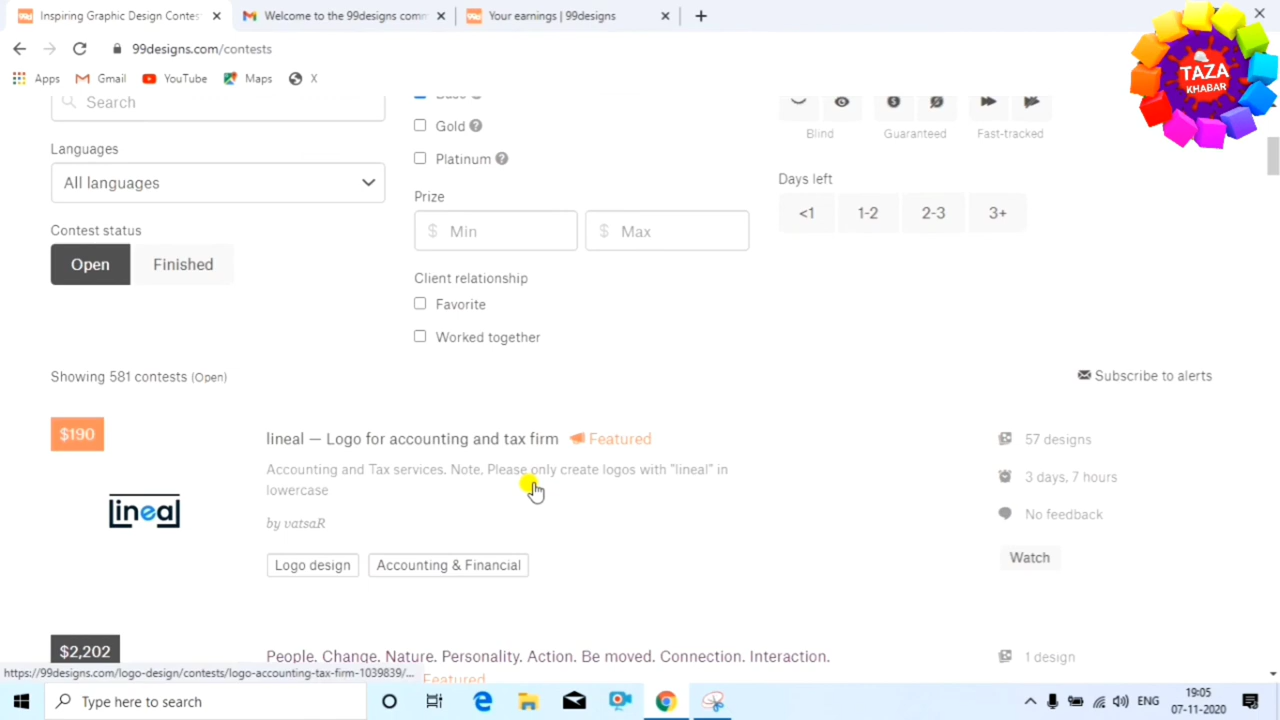 Inspiring Graphic Design Contes
Welcome to the 99designs com
Your earnings | 99designs
99designs.com/contests
Apps
Gmail
YouTube
Maps
X
TAZA
KHABAR
Search
Gold
Platinum
Blind
Guaranteed
Fast-tracked
Languages
All languages
Prize
$ Min
$ Max
Days left
<1
1-2
2-3
3+
Contest status
Open
Finished
Client relationship
Favorite
Worked together
Showing 581 contests (Open)
Subscribe to alerts
$190
lineal — Logo for accounting and tax firm
Featured
57 designs
Accounting and Tax services. Note, Please only create logos with "lineal" in
lowercase
3 days, 7 hours
lineal
by vatsaR
No feedback
Logo design
Accounting & Financial
Watch
$2,202
People. Change. Nature. Personality. Action. Be moved. Connection. Interaction.
1 design
Featured
https://99designs.com/logo-design/contests/logo-accounting-tax-firm-1039839/...
Type here to search
ENG
19:05
07-11-2020